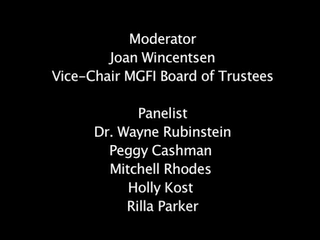 Moderator
Joan Wincentsen
Vice-Chair MGFI Board of Trustees
Panelist
Dr. Wayne Rubinstein
Peggy Cashman
Mitchell Rhodes
Holly Kost
Rilla Parker